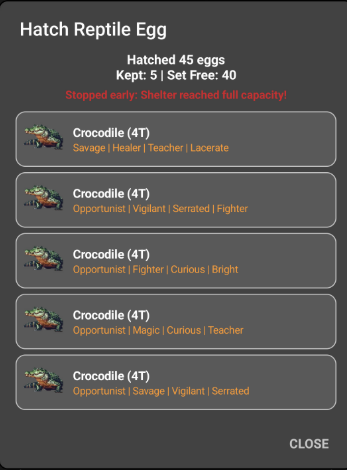 Hatch Reptile Egg
Hatched 45 eggs
Kept: 5 | Set Free: 40
Stopped early: Shelter reached full capacity!
Crocodile (4T)
Savage | Healer | Teacher | Lacerate
Crocodile (4T)
Opportunist | Vigilant | Serrated | Fighter
Crocodile (4T)
Opportunist | Fighter | Curious | Bright
Crocodile (4T)
Opportunist | Magic | Curious | Teacher
Crocodile (4T)
Opportunist | Savage | Vigilant | Serrated
CLOSE